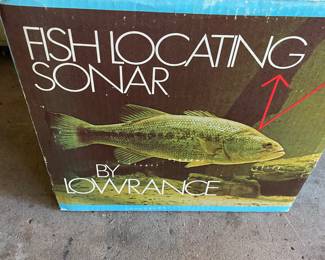 FISH LOCATING
SONAR
BY
LOWRANCE